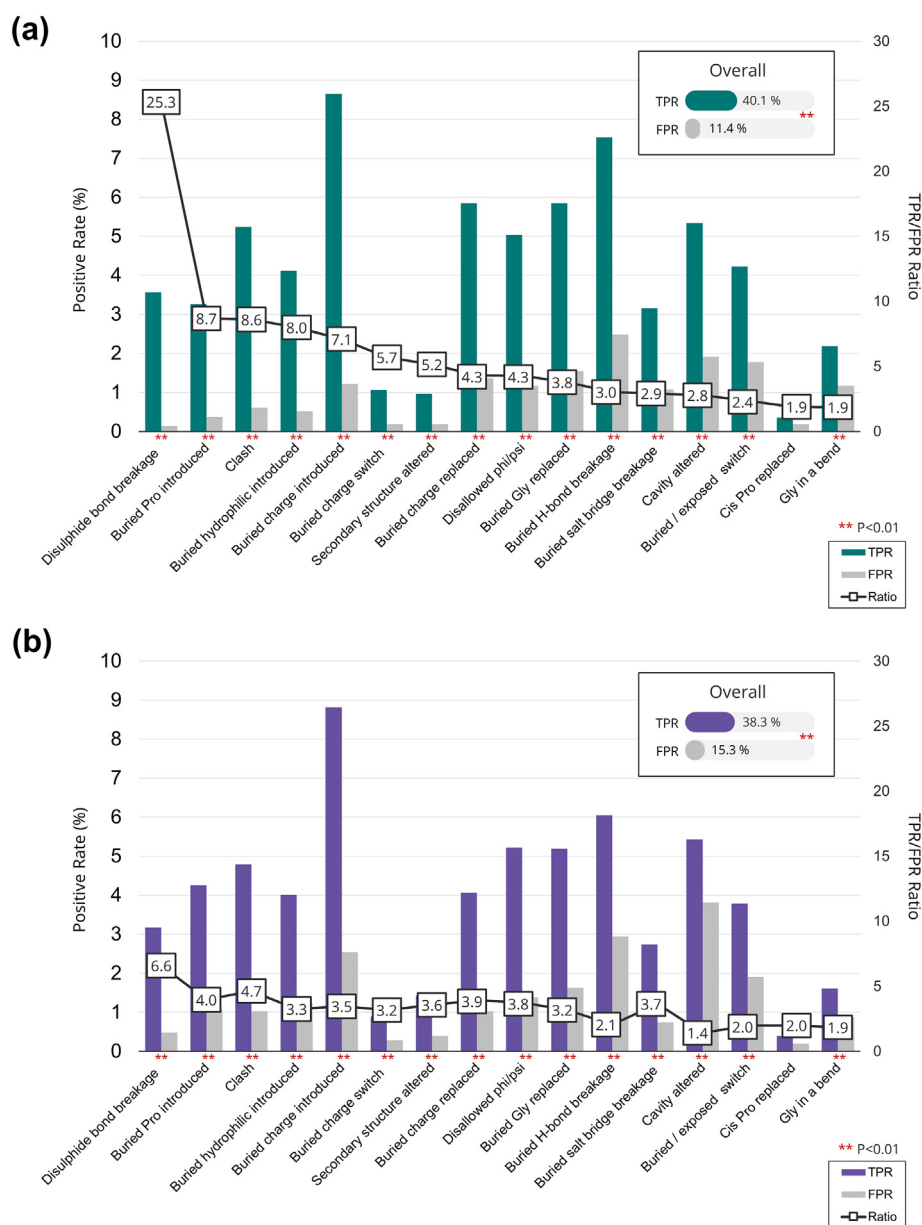 (a)
10
9
8
7
6
5
4
3
2
1
0
Positive Rate (%)
30
25
20
15
10
5
0
TPR/FPR Ratio
Overall
TPR 40.1 %
**
FPR 11.4 %
25.3
8.7
8.6
8.0
7.1
5.7
5.2
4.3
4.3
3.8
3.0
2.9
2.8
2.4
1.9
1.9
** ** ** ** ** ** ** ** ** ** ** ** ** ** **
Disulphide bond breakage
Buried Pro introduced
Clash
Buried hydrophilic introduced
Buried charge introduced
Buried charge switch
Secondary structure altered
Buried charge replaced
Disallowed phi/psi
Buried Gly replaced
Buried H-bond breakage
Buried salt bridge breakage
Cavity altered
Buried / exposed switch
Cis Pro replaced
Gly in a bend
** P<0.01
TPR
FPR
Ratio
(b)
10
9
8
7
6
5
4
3
2
1
0
Positive Rate (%)
30
25
20
15
10
5
0
TPR/FPR Ratio
Overall
TPR 38.3 %
**
FPR 15.3 %
6.6
4.0
4.7
3.3
3.5
3.2
3.6
3.9
3.8
3.2
2.1
3.7
1.4
2.0
2.0
1.9
** ** ** ** ** ** ** ** ** ** ** ** ** ** **
Disulphide bond breakage
Buried Pro introduced
Clash
Buried hydrophilic introduced
Buried charge introduced
Buried charge switch
Secondary structure altered
Buried charge replaced
Disallowed phi/psi
Buried Gly replaced
Buried H-bond breakage
Buried salt bridge breakage
Cavity altered
Buried / exposed switch
Cis Pro replaced
Gly in a bend
** P<0.01
TPR
FPR
Ratio